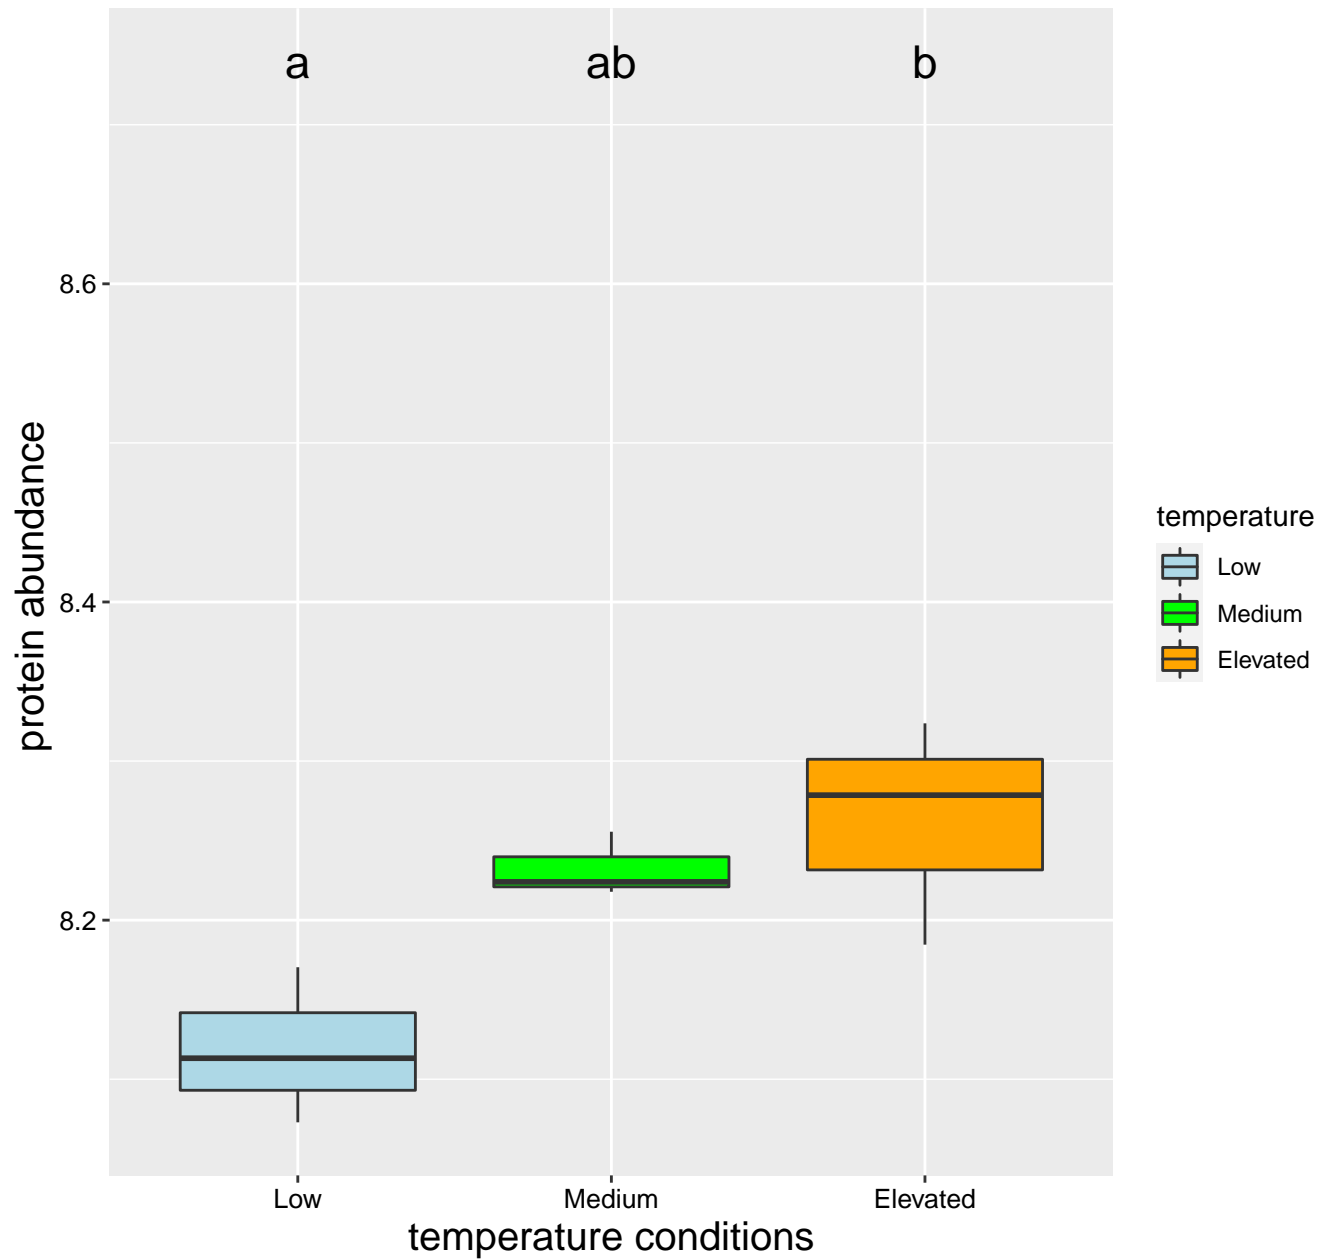 a ab b
8.6
8.4
8.2
protein abundance
Low Medium Elevated
temperature conditions
temperature
Low
Medium
Elevated